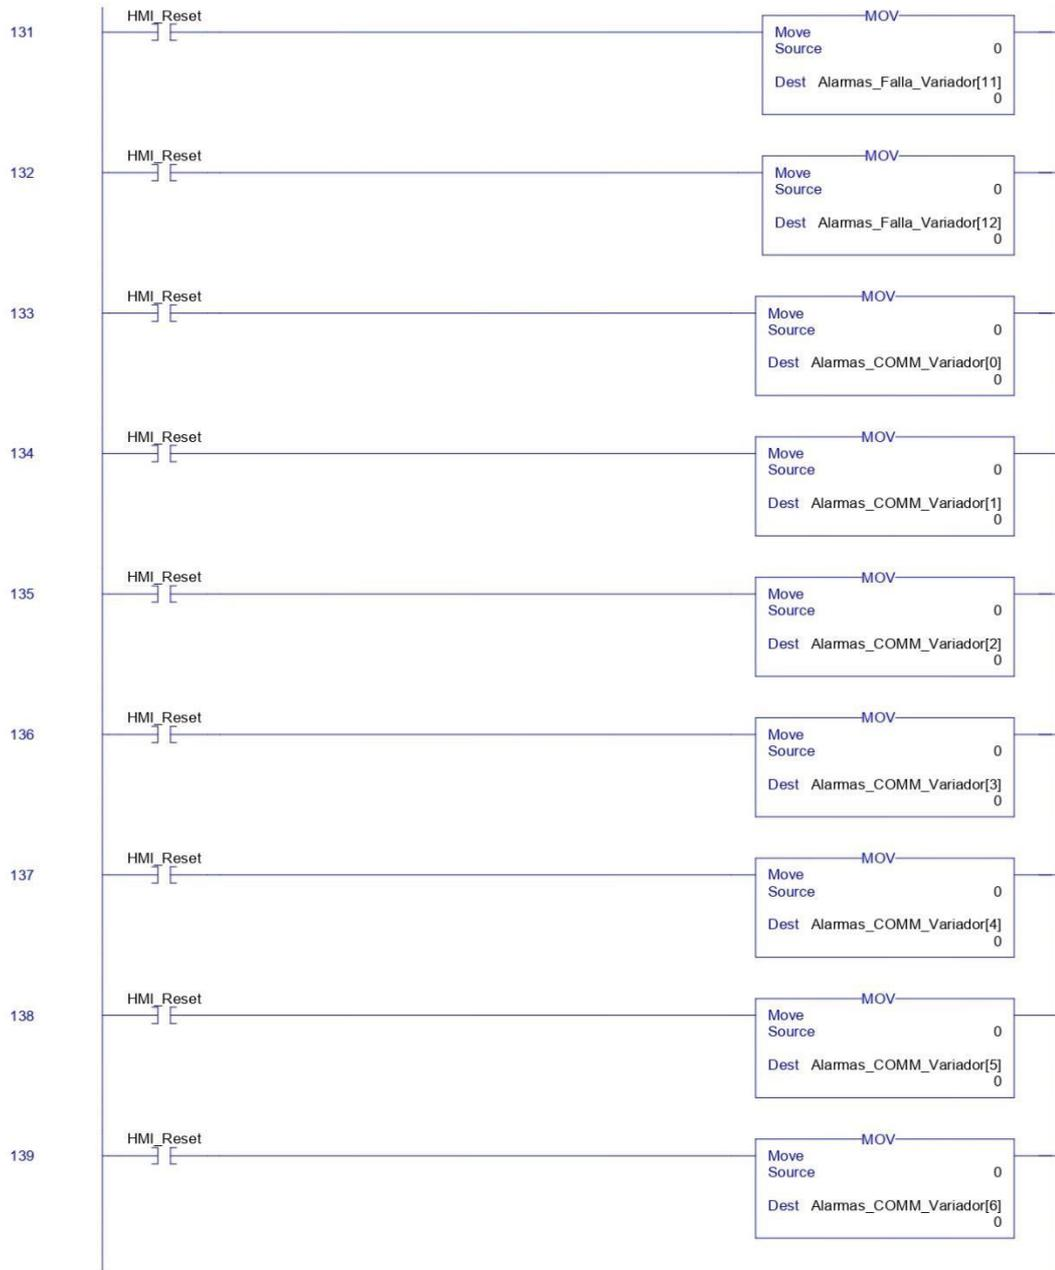 HMI_Reset
MOV
131
Move
Source 0
Dest Alarmas_Falla_Variador[11]
0
HMI_Reset
MOV
132
Move
Source 0
Dest Alarmas_Falla_Variador[12]
0
HMI_Reset
MOV
133
Move
Source 0
Dest Alarmas_COMM_Variador[0]
0
HMI_Reset
MOV
134
Move
Source 0
Dest Alarmas_COMM_Variador[1]
0
HMI_Reset
MOV
135
Move
Source 0
Dest Alarmas_COMM_Variador[2]
0
HMI_Reset
MOV
136
Move
Source 0
Dest Alarmas_COMM_Variador[3]
0
HMI_Reset
MOV
137
Move
Source 0
Dest Alarmas_COMM_Variador[4]
0
HMI_Reset
MOV
138
Move
Source 0
Dest Alarmas_COMM_Variador[5]
0
HMI_Reset
MOV
139
Move
Source 0
Dest Alarmas_COMM_Variador[6]
0